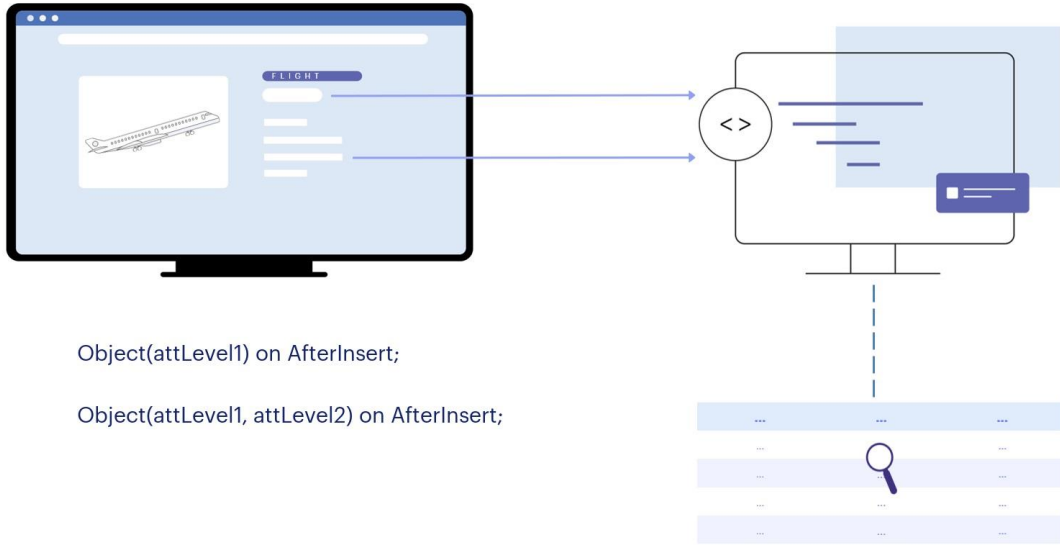 FLIGHT
< >
Object(attLevel1) on AfterInsert;
Object(attLevel1, attLevel2) on AfterInsert;
... ... ...
... ...
... ... ...
... ... ...
... ... ...